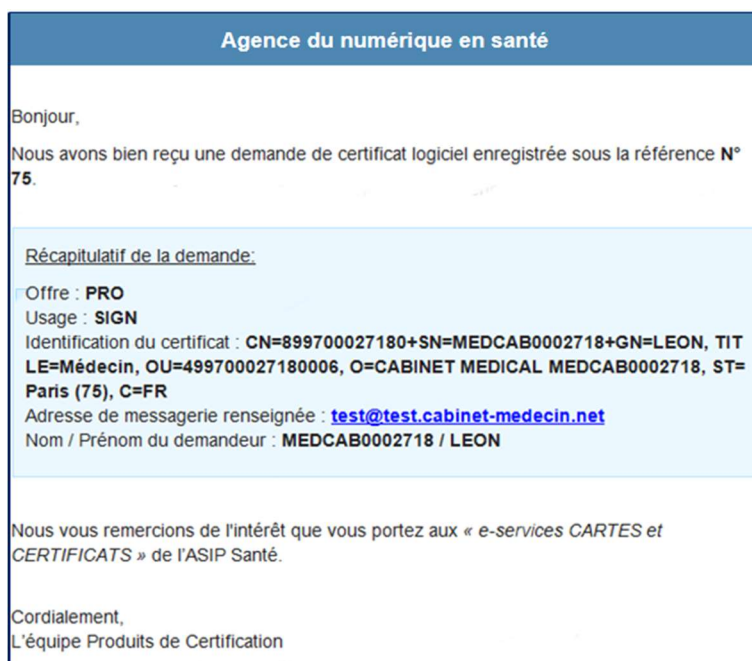 Agence du numérique en santé
Bonjour,
Nous avons bien reçu une demande de certificat logiciel enregistrée sous la référence N°
75.
Récapitulatif de la demande:
Offre : PRO
Usage : SIGN
Identification du certificat : CN=899700027180+SN=MEDCAB0002718+GN=LEON, TIT
LE=Médecin, OU=499700027180006, O=CABINET MEDICAL MEDCAB0002718, ST=
Paris (75), C=FR
Adresse de messagerie renseignée : test@test.cabinet-medecin.net
Nom / Prénom du demandeur : MEDCAB0002718 / LEON
Nous vous remercions de l'intérêt que vous portez aux « e-services CARTES et
CERTIFICATS » de l'ASIP Santé.
Cordialement,
L'équipe Produits de Certification